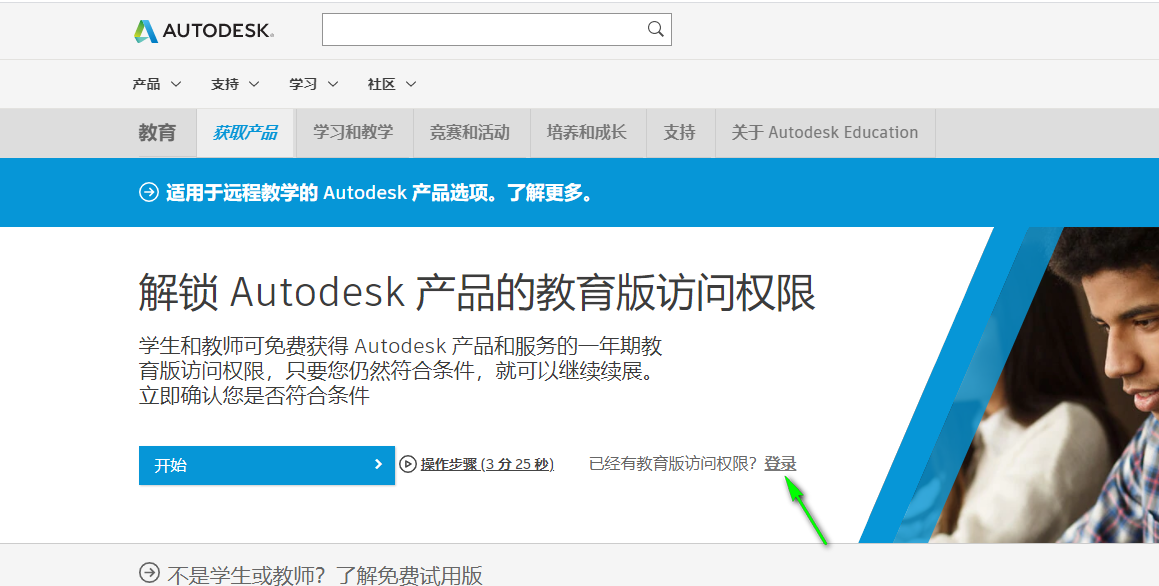 AUTODESK
产品 支持 学习 社区
教育 获取产品 学习和教学 竞赛和活动 培养和成长 支持 关于 Autodesk Education
适用于远程教学的 Autodesk 产品选项。了解更多。
解锁 Autodesk 产品的教育版访问权限
学生和教师可免费获得 Autodesk 产品和服务的一年期教
育版访问权限，只要您仍然符合条件，就可以继续续展。
立即确认您是否符合条件
开始 操作步骤 (3 分 25 秒) 已经有教育版访问权限？登录
不是学生或教师？了解免费试用版